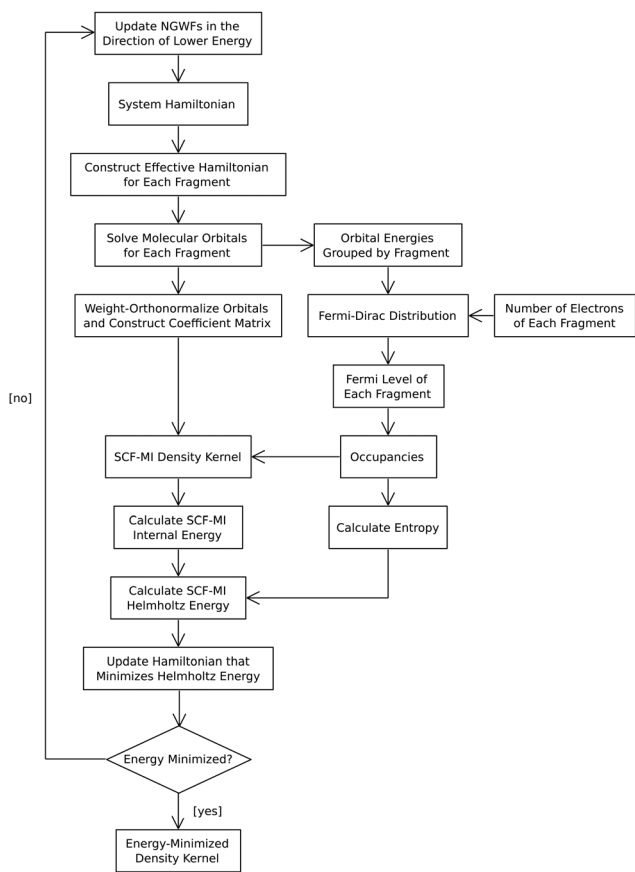 Update NGWFs in the
Direction of Lower Energy
System Hamiltonian
Construct Effective Hamiltonian
for Each Fragment
Solve Molecular Orbitals
for Each Fragment
Orbital Energies
Grouped by Fragment
Weight-Orthonormalize Orbitals
and Construct Coefficient Matrix
Fermi-Dirac Distribution
Number of Electrons
of Each Fragment
Fermi Level of
Each Fragment
[no]
SCF-MI Density Kernel
Occupancies
Calculate SCF-MI
Internal Energy
Calculate Entropy
Calculate SCF-MI
Helmholtz Energy
Update Hamiltonian that
Minimizes Helmholtz Energy
Energy Minimized?
[yes]
Energy-Minimized
Density Kernel